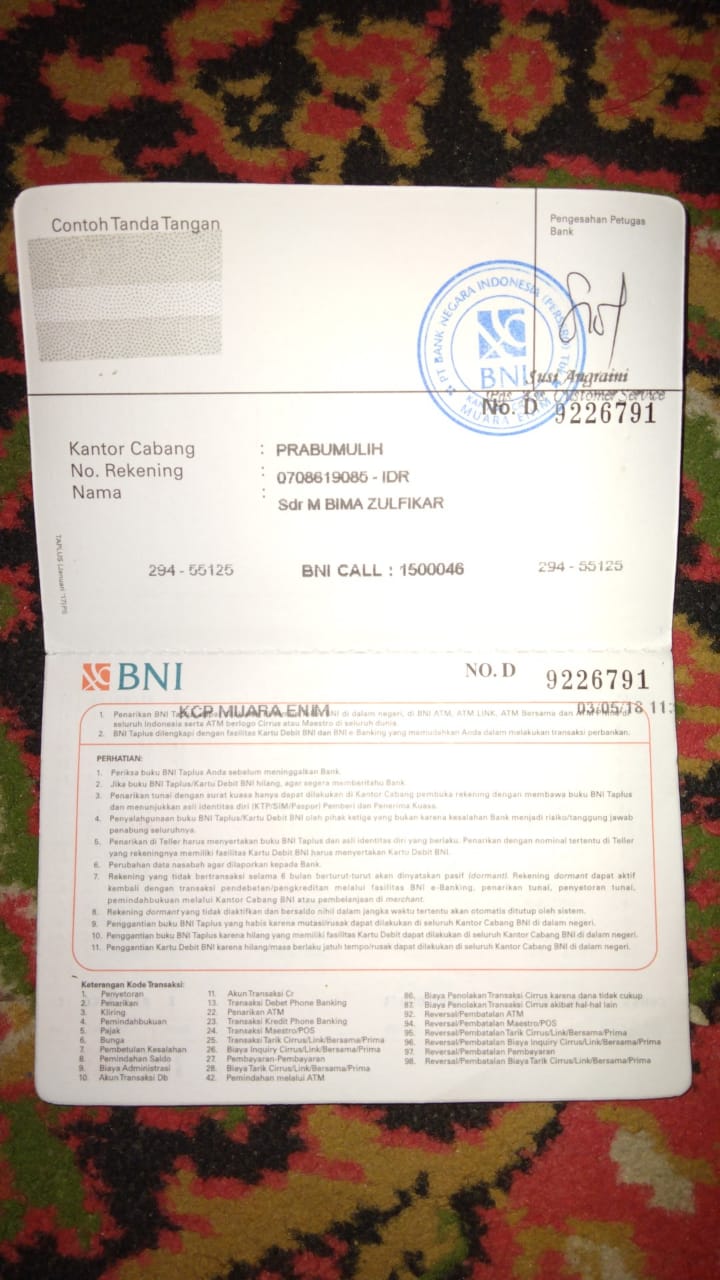 Contoh Tanda Tangan
Pengesahan Petugas
Bank
PT BANK NEGARA INDONESIA (PERSERO) Tbk
BNI
MUARA ENIM
Susi Angraini
Customer Service
No. D 9226791
Kantor Cabang : PRABUMULIH
No. Rekening : 0708619085 - IDR
Nama : Sdr M BIMA ZULFIKAR
294 - 55125 BNI CALL : 1500046 294 - 55125
BNI NO. D 9226791
KCP MUARA ENIM 03/05/18
1. Penarikan BNI di dalam negeri, di BNI ATM, ATM LINK, ATM Bersama dan
seluruh Indonesia serta ATM berlogo Cirrus atau Maestro di seluruh dunia.
2. BNI Taplus dilengkapi dengan fasilitas Kartu Debit BNI dan BNI e-Banking yang memudahkan Anda dalam melakukan transaksi perbankan.
PERHATIAN:
1. Periksa buku BNI Taplus Anda sebelum meninggalkan Bank.
2. Jika buku BNI Taplus/Kartu Debit BNI hilang, agar segera memberitahu Bank.
3. Penarikan tunai dengan surat kuasa hanya dapat dilakukan di Kantor Cabang pembuka rekening dengan membawa buku BNI Taplus
dan menunjukkan asli identitas diri (KTP/SIM/Paspor) Pemberi dan Penerima Kuasa.
4. Penyalahgunaan buku BNI Taplus/Kartu Debit BNI oleh pihak ketiga yang bukan karena kesalahan Bank menjadi risiko/tanggung jawab
penabung seluruhnya.
5. Penarikan di Teller harus menyertakan buku BNI Taplus dan asli identitas diri yang berlaku. Penarikan dengan nominal tertentu di Teller
yang rekeningnya memiliki fasilitas Kartu Debit BNI harus menyertakan Kartu Debit BNI.
6. Perubahan data nasabah agar dilaporkan kepada Bank.
7. Rekening yang tidak bertransaksi selama 6 bulan berturut-turut akan dinyatakan pasif (dormant). Rekening dormant dapat aktif
kembali dengan transaksi pendebetan/pengkreditan melalui fasilitas BNI e-Banking, penarikan tunai, penyetoran tunai,
pemindahbukuan melalui Kantor Cabang BNI atau pembelanjaan di merchant.
8. Rekening dormant yang tidak diaktifkan dan bersaldo nihil dalam jangka waktu tertentu akan otomatis ditutup oleh sistem.
9. Penggantian buku BNI Taplus yang habis karena mutasi/rusak dapat dilakukan di seluruh Kantor Cabang BNI di dalam negeri.
10. Penggantian buku BNI Taplus karena hilang yang memiliki fasilitas Kartu Debet dapat dilakukan di seluruh Kantor Cabang BNI di dalam negeri.
11. Penggantian Kartu Debit BNI karena hilang/masa berlaku jatuh tempo/rusak dapat dilakukan di seluruh Kantor Cabang BNI di dalam negeri.
Keterangan Kode Transaksi:
1. Penyetoran
2. Penarikan
3. Kliring
4. Pemindahbukuan
5. Pajak
6. Bunga
7. Pembetulan Kesalahan
8. Pemindahan Saldo
9. Biaya Administrasi
10. Akun Transaksi Db
11. Akun Transaksi Cr
13. Transaksi Debet Phone Banking
22. Penarikan ATM
23. Transaksi Kredit Phone Banking
24. Transaksi Maestro/POS
25. Transaksi Tarik Cirrus/Link/Bersama/Prima
26. Biaya Inquiry Cirrus/Link/Bersama/Prima
27. Pembayaran-Pembayaran
28. Biaya Tarik Cirrus/Link/Bersama/Prima
42. Pemindahan melalui ATM
86. Biaya Penolakan Transaksi Cirrus karena dana tidak cukup
87. Biaya Penolakan Transaksi Cirrus akibat hal-hal lain
92. Reversal/Pembatalan ATM
94. Reversal/Pembatalan Maestro/POS
95. Reversal/Pembatalan Tarik Cirrus/Link/Bersama/Prima
96. Reversal/Pembatalan Biaya Inquiry Cirrus/Link/Bersama/Prima
97. Reversal/Pembatalan Pembayaran
98. Reversal/Pembatalan Biaya Tarik Cirrus/Link/Bersama/Prima